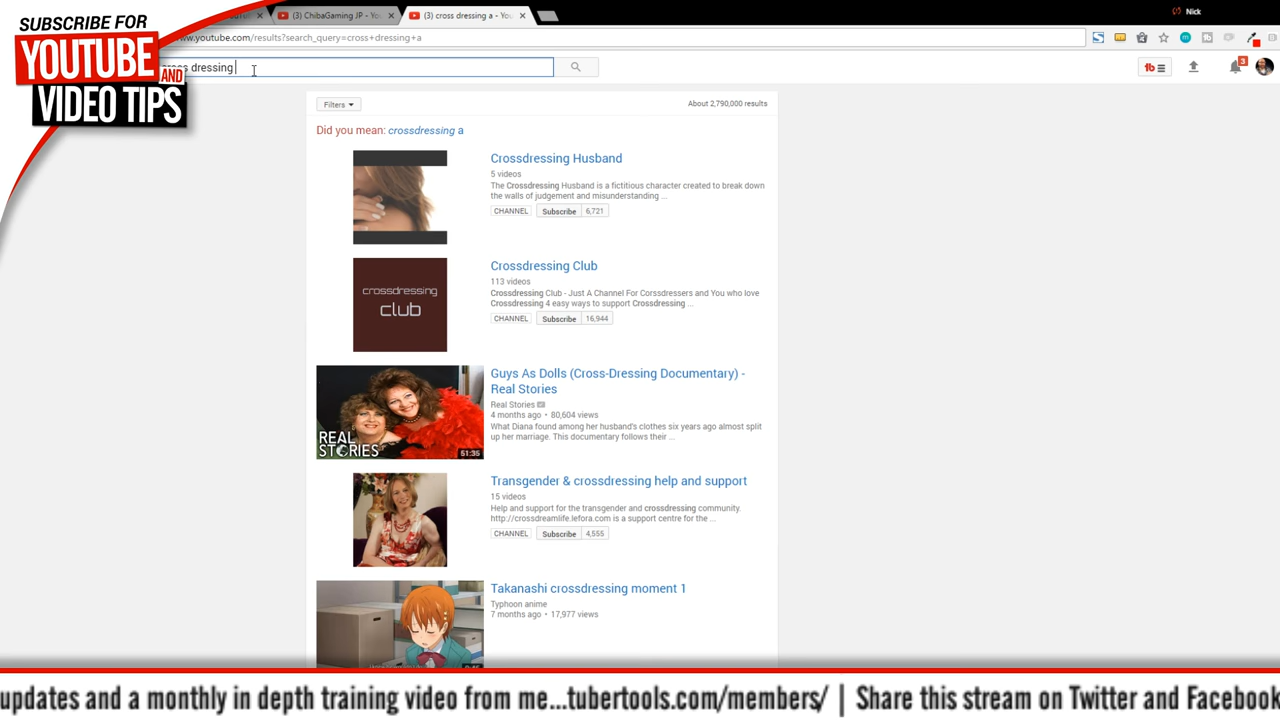 SUBSCRIBE FOR
YOUTUBE
AND
VIDEO TIPS
(3) ChibaGaming JP - Yo
(3) cross dressing a - You
Nick
www.youtube.com/results?search_query=cross+dressing+a
dressing
3
Filters
About 2,790,000 results
Did you mean: crossdressing a
Crossdressing Husband
5 videos
The Crossdressing Husband is a fictitious character created to break down
the walls of judgement and misunderstanding ...
CHANNEL Subscribe 6,721
crossdressing
club
Crossdressing Club
113 videos
Crossdressing Club - Just A Channel For Corssdressers and You who love
Crossdressing 4 easy ways to support Crossdressing ...
CHANNEL Subscribe 16,944
REAL
STORIES
51:35
Guys As Dolls (Cross-Dressing Documentary) -
Real Stories
Real Stories
4 months ago • 80,604 views
What Diana found among her husband's clothes six years ago almost split
up her marriage. This documentary follows their ...
Transgender & crossdressing help and support
15 videos
Help and support for the transgender and crossdressing community.
http://crossdreamlife.lefora.com is a support centre for the ...
CHANNEL Subscribe 4,555
Takanashi crossdressing moment 1
Typhoon anime
7 months ago • 17,977 views
updates and a monthly in depth training video from me...tubertools.com/members/ | Share this stream on Twitter and Facebook